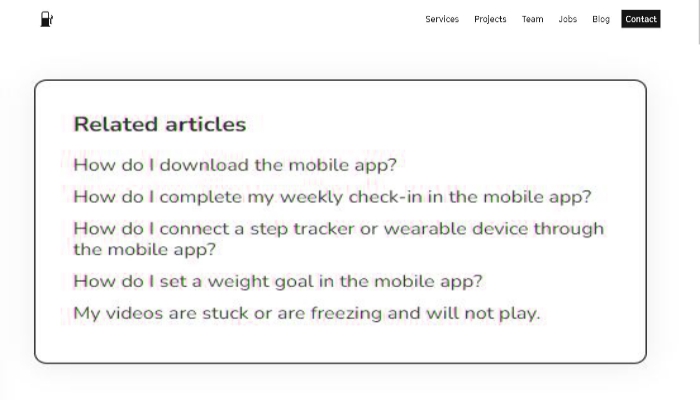 Services Projects Team Jobs Blog Contact
Related articles
How do I download the mobile app?
How do I complete my weekly check-in in the mobile app?
How do I connect a step tracker or wearable device through
the mobile app?
How do I set a weight goal in the mobile app?
My videos are stuck or are freezing and will not play.